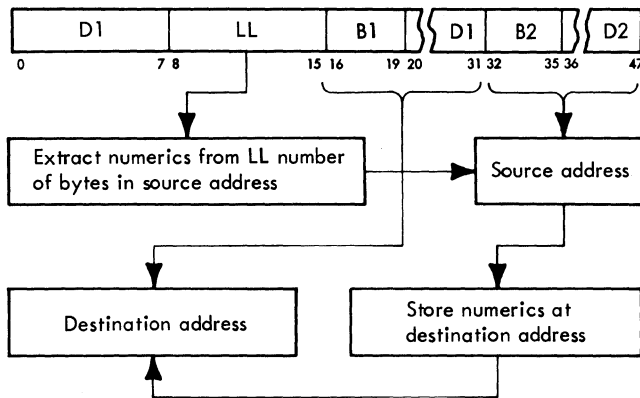 D1 LL B1 D1 B2 D2
0 7 8 15 16 19 20 31 32 35 36 47
Extract numerics from LL number
of bytes in source address
Source address
Destination address
Store numerics at
destination address